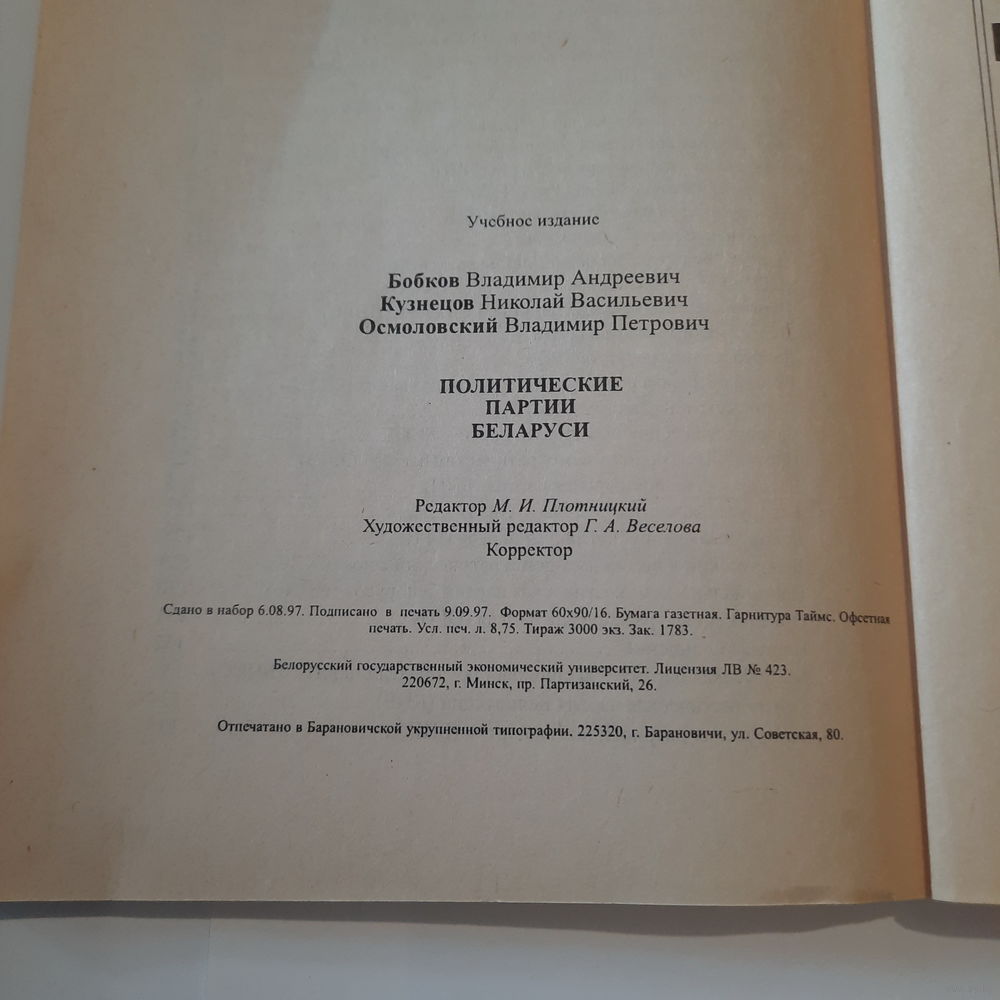 Учебное издание
Бобков Владимир Андреевич
Кузнецов Николай Васильевич
Осмоловский Владимир Петрович
ПОЛИТИЧЕСКИЕ
ПАРТИИ
БЕЛАРУСИ
Редактор М. И. Плотницкий
Художественный редактор Г. А. Веселова
Корректор
Сдано в набор 6.08.97. Подписано в печать 9.09.97. Формат 60x90/16. Бумага газетная. Гарнитура Таймс. Офсетная
печать. Усл. печ. л. 8,75. Тираж 3000 экз. Зак. 1783.
Белорусский государственный экономический университет. Лицензия ЛВ № 423.
220672, г. Минск, пр. Партизанский, 26.
Отпечатано в Барановичской укрупненной типографии. 225320, г. Барановичи, ул. Советская, 80.